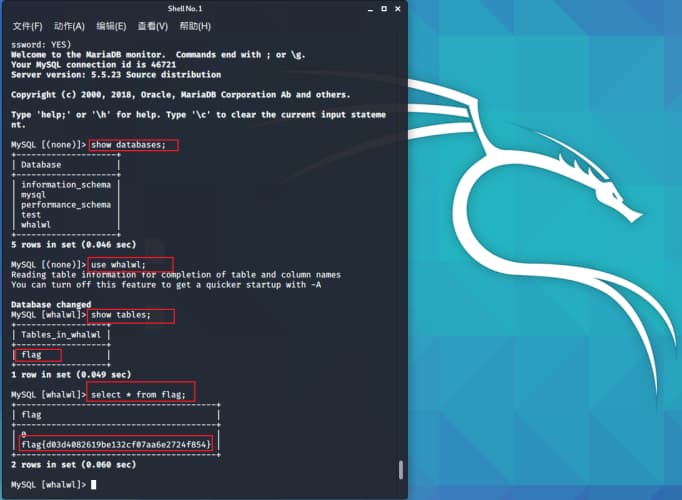 Shell No.1
文件(F) 动作(A) 编辑(E) 查看(V) 帮助(H)
ssword: YES)
Welcome to the MariaDB monitor.  Commands end with ; or \g.
Your MySQL connection id is 46721
Server version: 5.5.23 Source distribution
Copyright (c) 2000, 2018, Oracle, MariaDB Corporation Ab and others.
Type 'help;' or '\h' for help. Type '\c' to clear the current input stateme
nt.
MySQL [(none)]> show databases;
+--------------------+
| Database           |
+--------------------+
| information_schema |
| mysql              |
| performance_schema |
| test               |
| whalwl             |
+--------------------+
5 rows in set (0.046 sec)
MySQL [(none)]> use whalwl;
Reading table information for completion of table and column names
You can turn off this feature to get a quicker startup with -A
Database changed
MySQL [whalwl]> show tables;
+------------------+
| Tables_in_whalwl |
+------------------+
| flag             |
+------------------+
1 row in set (0.049 sec)
MySQL [whalwl]> select * from flag;
+----------------------------------------+
| flag                                   |
+----------------------------------------+
| 0                                      |
| flag{d03d4082619be132cf07aa6e2724f854} |
+----------------------------------------+
2 rows in set (0.060 sec)
MySQL [whalwl]>